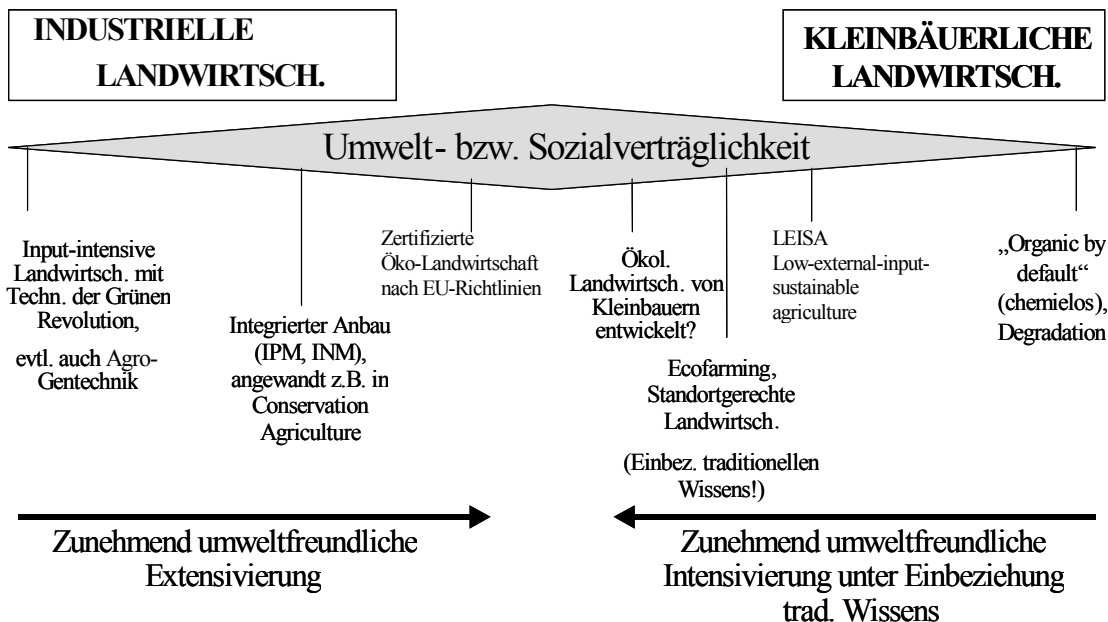 INDUSTRIELLE
LANDWIRTSCH.
KLEINBÄUERLICHE
LANDWIRTSCH.
Umwelt- bzw. Sozialverträglichkeit
Input-intensive
Landwirtsch. mit
Techn. der Grünen
Revolution,
evtl. auch Agro-
Gentechnik
Integrierter Anbau
(IPM, INM),
angewandt z.B. in
Conservation
Agriculture
Zertifizierte
Öko-Landwirtschaft
nach EU-Richtlinien
Ökol.
Landwirtsch. von
Kleinbauern
entwickelt?
Ecofarming,
Standortgerechte
Landwirtsch.
(Einbez. traditionellen
Wissens!)
LEISA
Low-external-input-
sustainable
agriculture
„Organic by
default“
(chemielos),
Degradation
Zunehmend umweltfreundliche
Extensivierung
Zunehmend umweltfreundliche
Intensivierung unter Einbeziehung
trad. Wissens